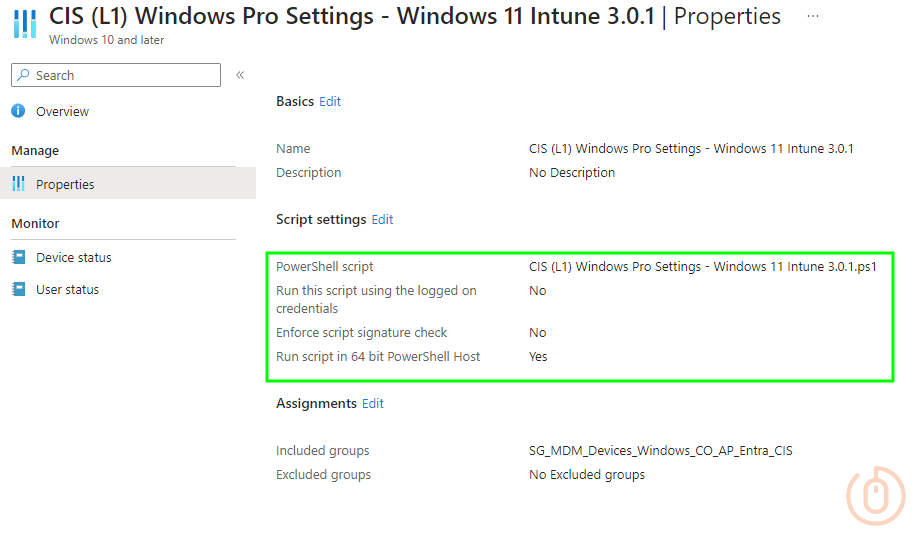 CIS (L1) Windows Pro Settings - Windows 11 Intune 3.0.1 | Properties ...
Windows 10 and later
Search «
Overview
Manage
Properties
Monitor
Device status
User status
Basics Edit
Name CIS (L1) Windows Pro Settings - Windows 11 Intune 3.0.1
Description No Description
Script settings Edit
PowerShell script CIS (L1) Windows Pro Settings - Windows 11 Intune 3.0.1.ps1
Run this script using the logged on No
credentials
Enforce script signature check No
Run script in 64 bit PowerShell Host Yes
Assignments Edit
Included groups SG_MDM_Devices_Windows_CO_AP_Entra_CIS
Excluded groups No Excluded groups